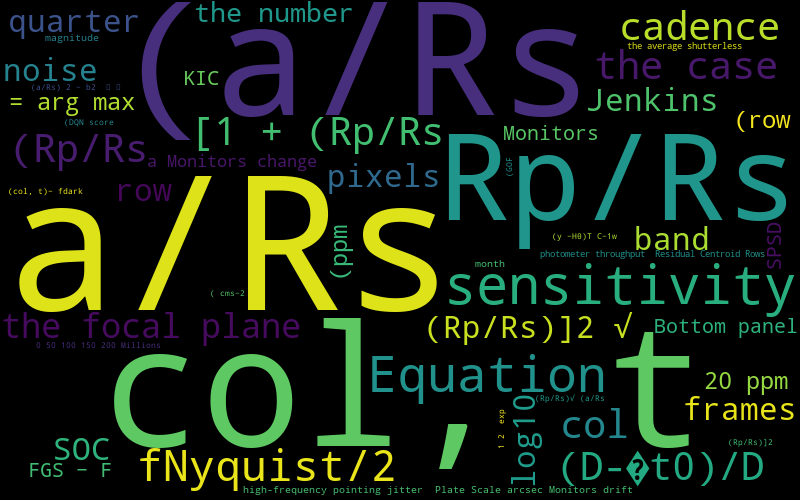 quarter
magnitude
the number
(a/Rs
cadence
the average shutterless
noise
KIC
the case
(a/Rs) 2 − b2
= arg max
Jenkins
(DQN score
[1 + (Rp/Rs
Monitors
(row
(Rp/Rs
a Monitors change
pixels
(GOF
Rp/Rs
(col, t)− fdark
row
a/Rs
(ppm
(y −H0)T C−1w
band
SPSD
photometer throughput
Residual Centroid Rows
month
( cms−2
sensitivity
the focal plane
(Rp/Rs)]2 √
Bottom panel
0 50 100 150 200 Millions
col, t
Equation
20 ppm
(Rp/Rs)√ (a/Rs
frames
1 2 exp
log10
col
(Rp/Rs)]2
SOC
FGS − F
fNyquist/2
(D-�t0)/D
high-frequency pointing jitter
Plate Scale arcsec Monitors drift